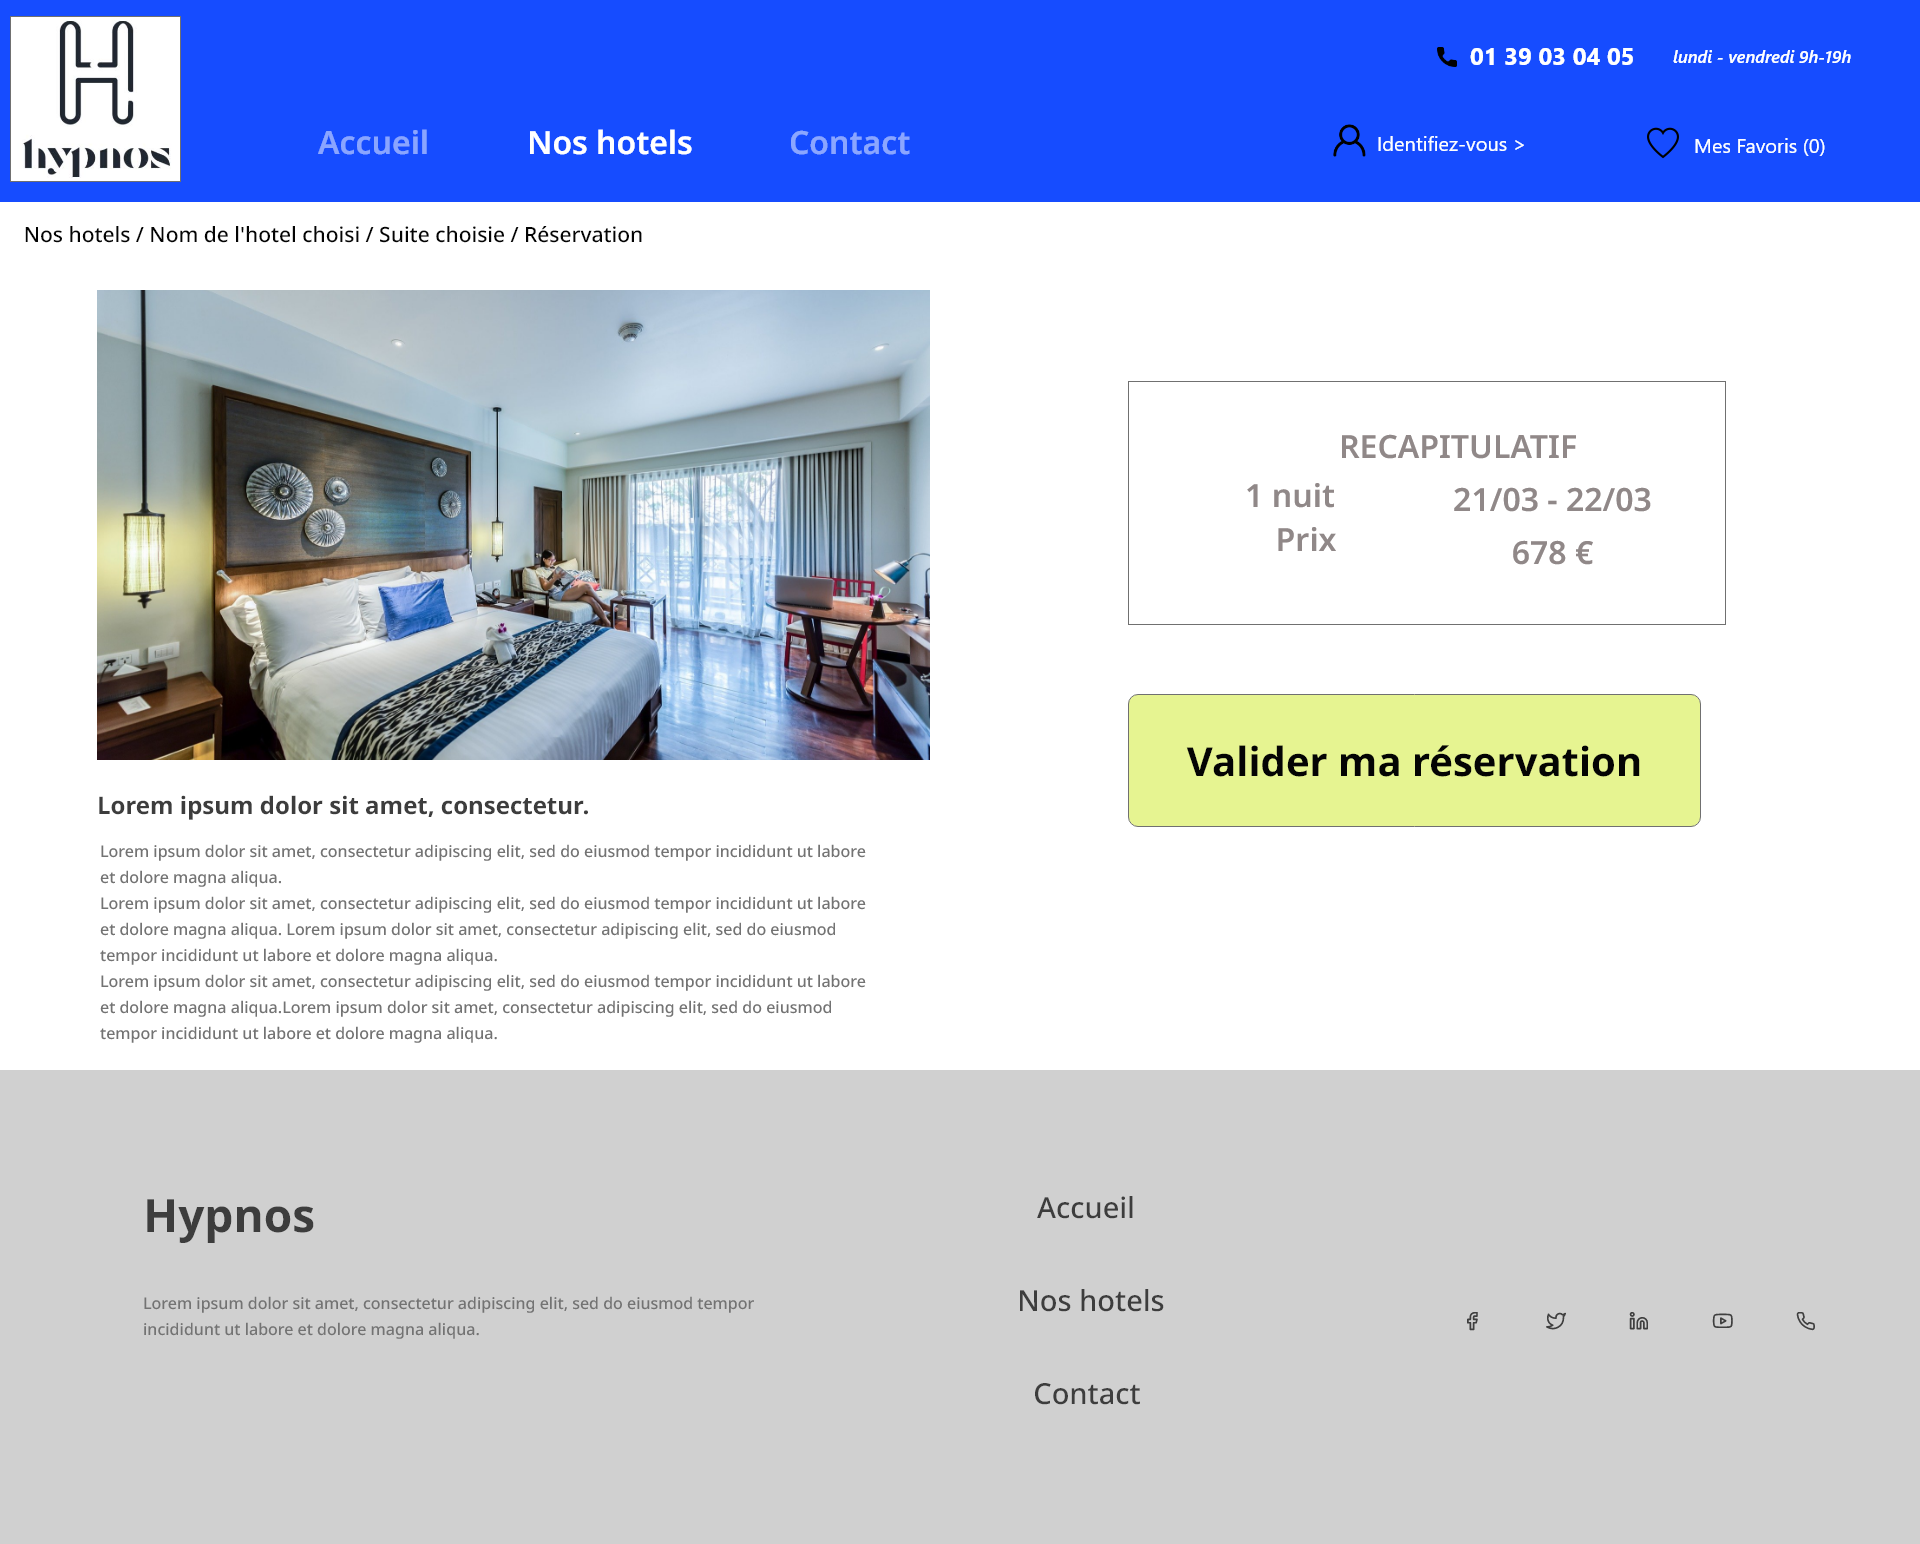 hypnos
01 39 03 04 05
lundi - vendredi 9h-19h
Accueil
Nos hotels
Contact
Identifiez-vous >
Mes Favoris (0)
Nos hotels / Nom de l'hotel choisi / Suite choisie / Réservation
RECAPITULATIF
1 nuit
21/03 - 22/03
Prix
678 €
Valider ma réservation
Lorem ipsum dolor sit amet, consectetur.
Lorem ipsum dolor sit amet, consectetur adipiscing elit, sed do eiusmod tempor incididunt ut labore
et dolore magna aliqua.
Lorem ipsum dolor sit amet, consectetur adipiscing elit, sed do eiusmod tempor incididunt ut labore
et dolore magna aliqua. Lorem ipsum dolor sit amet, consectetur adipiscing elit, sed do eiusmod
tempor incididunt ut labore et dolore magna aliqua.
Lorem ipsum dolor sit amet, consectetur adipiscing elit, sed do eiusmod tempor incididunt ut labore
et dolore magna aliqua.Lorem ipsum dolor sit amet, consectetur adipiscing elit, sed do eiusmod
tempor incididunt ut labore et dolore magna aliqua.
Hypnos
Lorem ipsum dolor sit amet, consectetur adipiscing elit, sed do eiusmod tempor
incididunt ut labore et dolore magna aliqua.
Accueil
Nos hotels
Contact